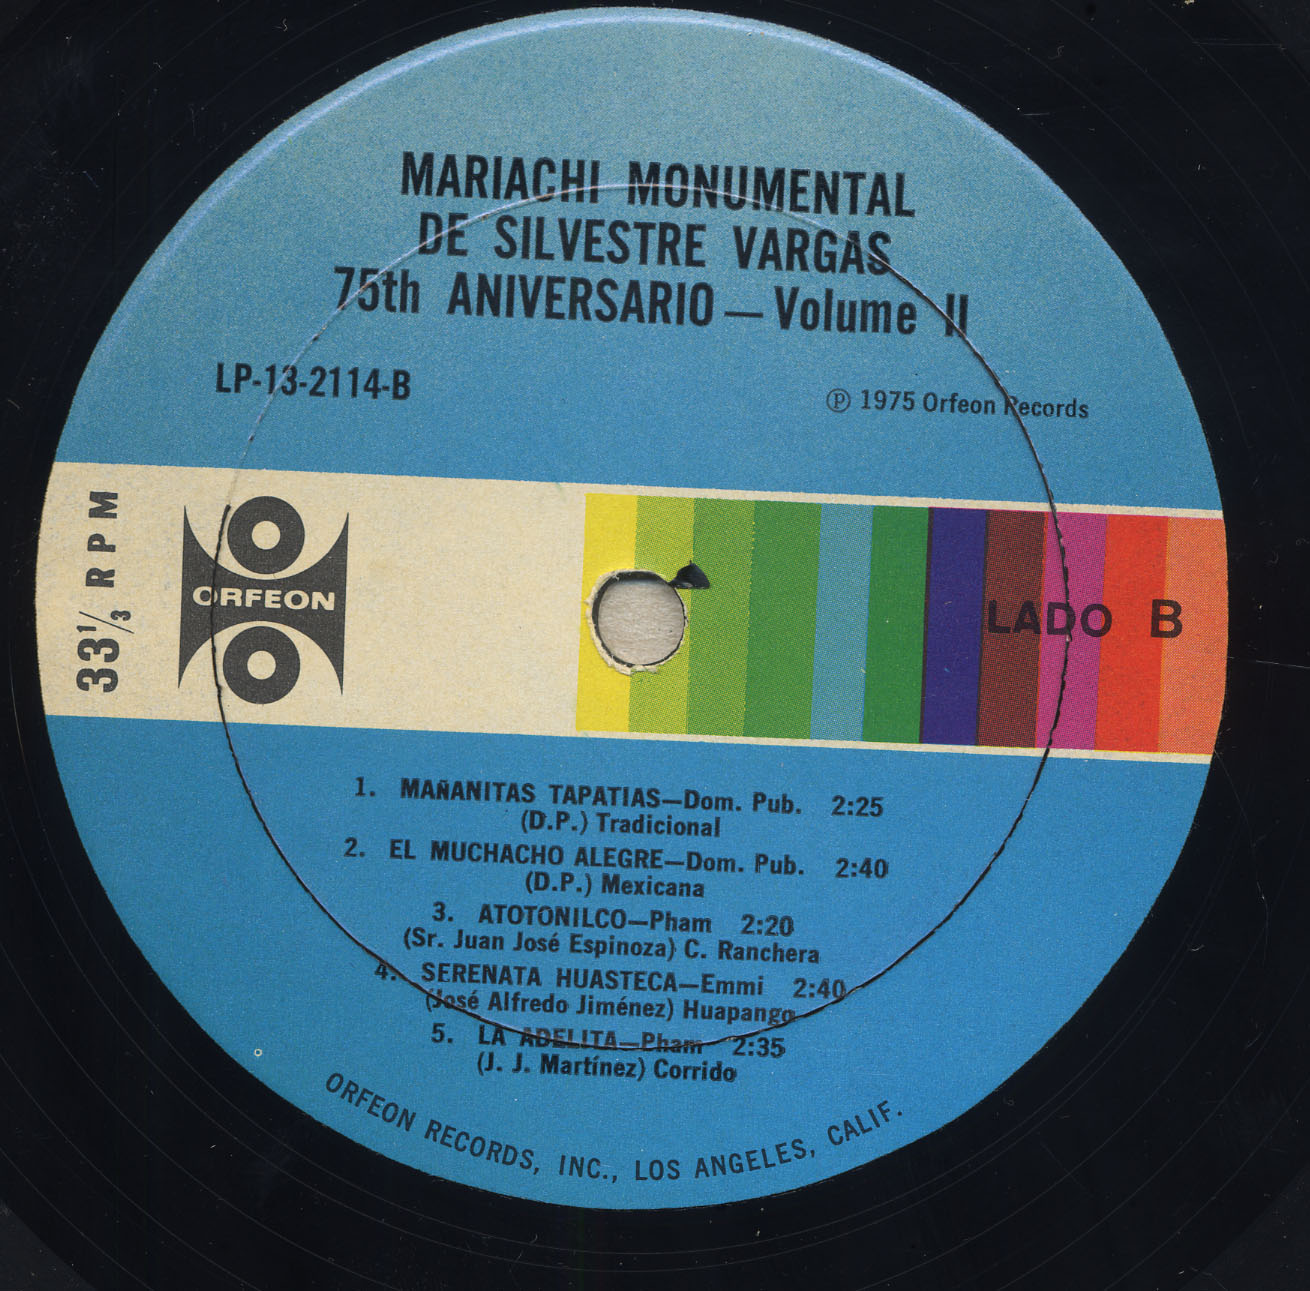 MARIACHI MONUMENTAL
DE SILVESTRE VARGAS
75th ANIVERSARIO — Volume II
LP-13-2114-B
℗ 1975 Orfeon Records
33 1/3 RPM
ORFEON
LADO B
1. MAÑANITAS TAPATIAS—Dom. Pub. 2:25
(D.P.) Tradicional
2. EL MUCHACHO ALEGRE—Dom. Pub. 2:40
(D.P.) Mexicana
3. ATOTONILCO—Pham 2:20
(Sr. Juan José Espinoza) C. Ranchera
4. SERENATA HUASTECA—Emmi 2:40
(José Alfredo Jiménez) Huapango
5. LA ADELITA—Pham 2:35
(J. J. Martínez) Corrido
ORFEON RECORDS, INC., LOS ANGELES, CALIF.